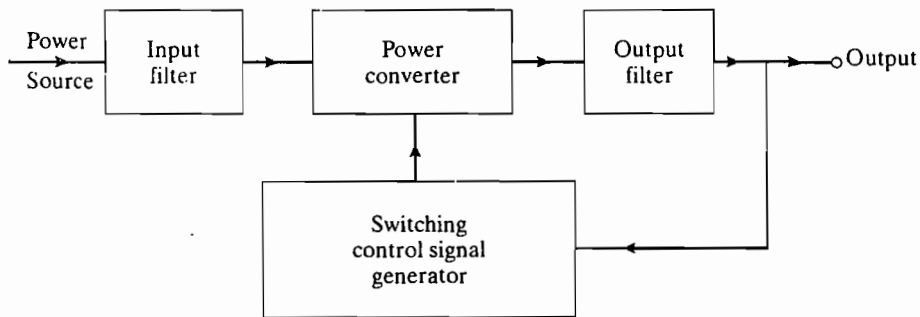 Power
Source
Input
filter
Power
converter
Output
filter
Output
Switching
control signal
generator